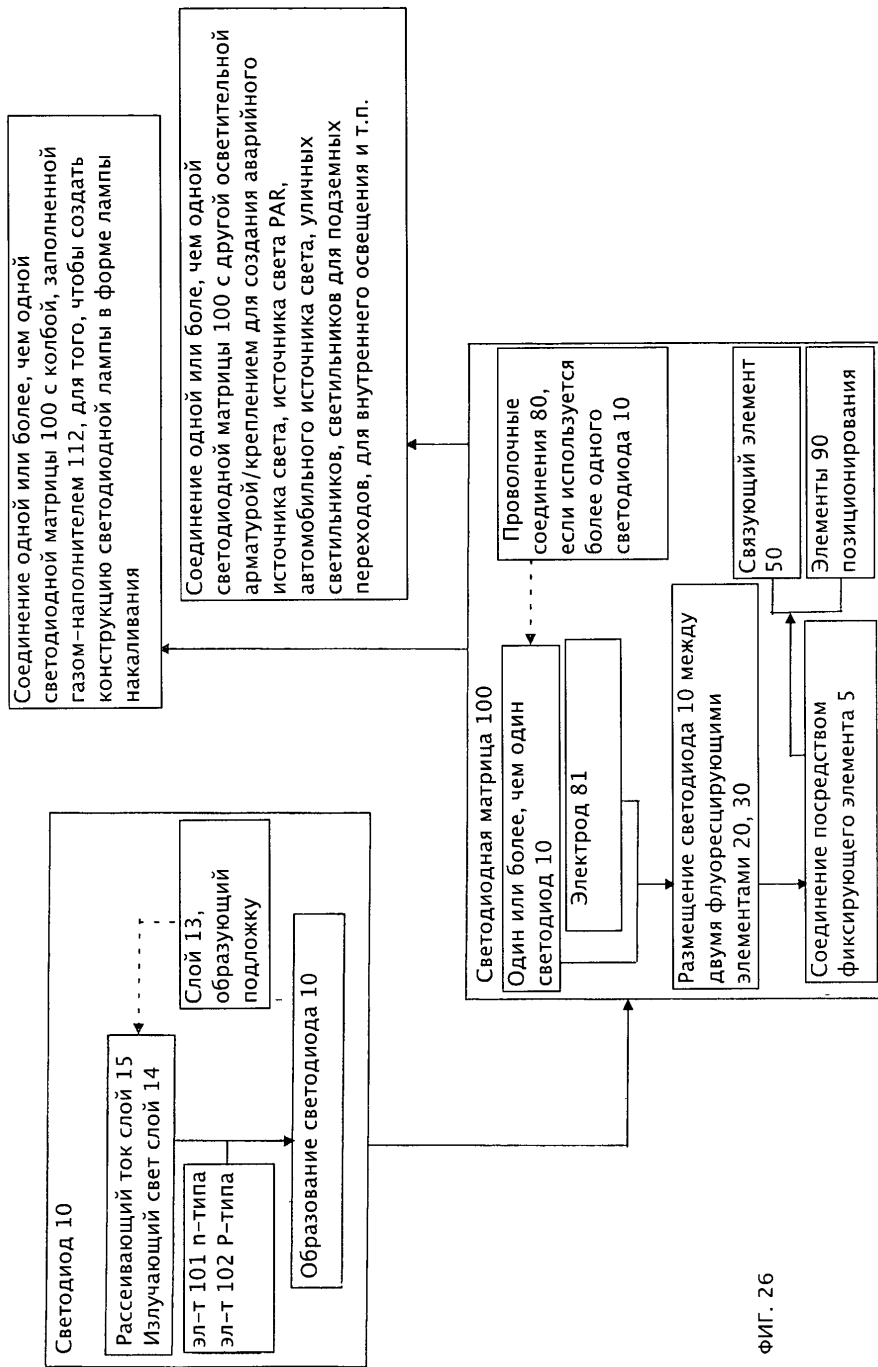 Светодиод 10
Рассеивающий ток слой 15
Излучающий свет слой 14
Слой 13,
образующий
подложку
эл-т 101 n-типа
эл-т 102 P-типа
Образование светодиода 10
Светодиодная матрица 100
Один или более, чем один
светодиод 10
Проволочные
соединения 80,
если используется
более одного
светодиода 10
Электрод 81
Размещение светодиода 10 между
двумя флуоресцирующими
элементами 20, 30
Соединение посредством
фиксирующего элемента 5
Связующий элемент
50
Элементы 90
позиционирования
Соединение одной или более, чем одной
светодиодной матрицы 100 с колбой, заполненной
газом-наполнителем 112, для того, чтобы создать
конструкцию светодиодной лампы в форме лампы
накаливания
Соединение одной или боле, чем одной
светодиодной матрицы 100 с другой осветительной
арматурой/креплением для создания аварийного
источника света, источника света PAR,
автомобильного источника света, уличных
светильников, светильников для подземных
переходов, для внутреннего освещения и т.п.
ФИГ. 26